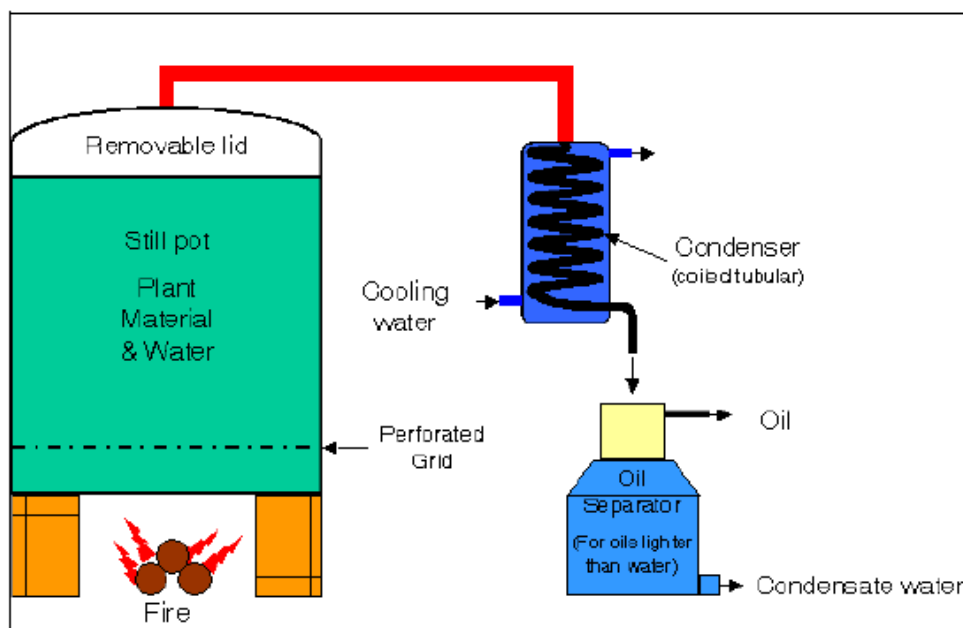 Removable lid
Still pot
Plant
Material
& Water
Perforated
Grid
Fire
Cooling
water
Condenser
(coiled tubular)
Oil
Oil
Separator
(For oils lighter
than water)
Condensate water